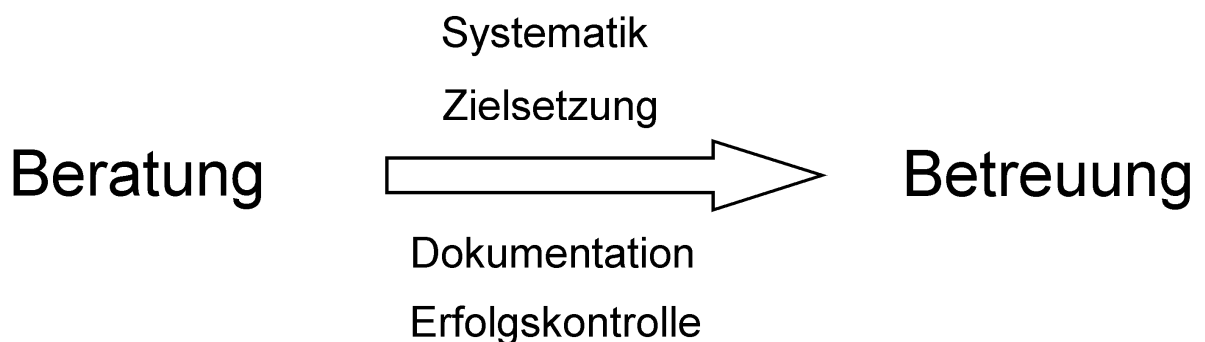 Systematik
Zielsetzung
Beratung
Betreuung
Dokumentation
Erfolgskontrolle